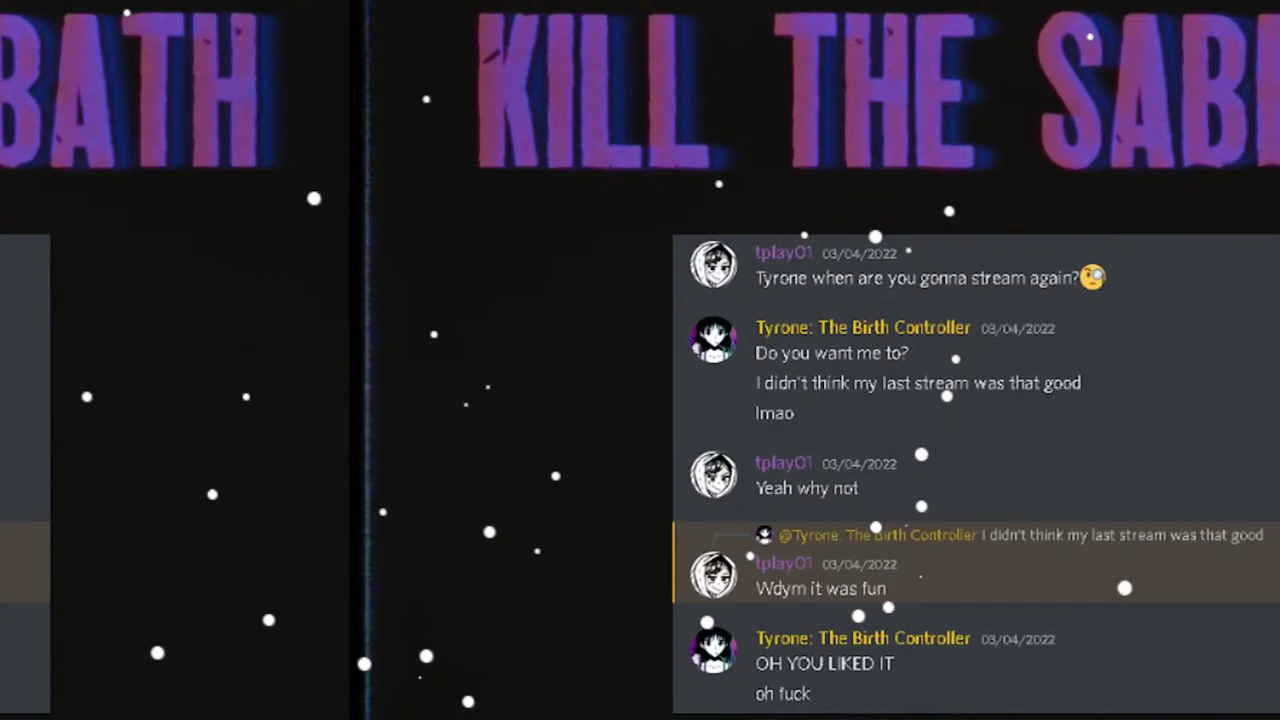 BATH
KILL THE SABB
tplay01 03/04/2022
Tyrone when are you gonna stream again?🧐
Tyrone: The Birth Controller 03/04/2022
Do you want me to?
I didn't think my last stream was that good
lmao
tplay01 03/04/2022
Yeah why not
@Tyrone: The Birth Controller I didn't think my last stream was that good
tplay01 03/04/2022
Wdym it was fun
Tyrone: The Birth Controller 03/04/2022
OH YOU LIKED IT
oh fuck